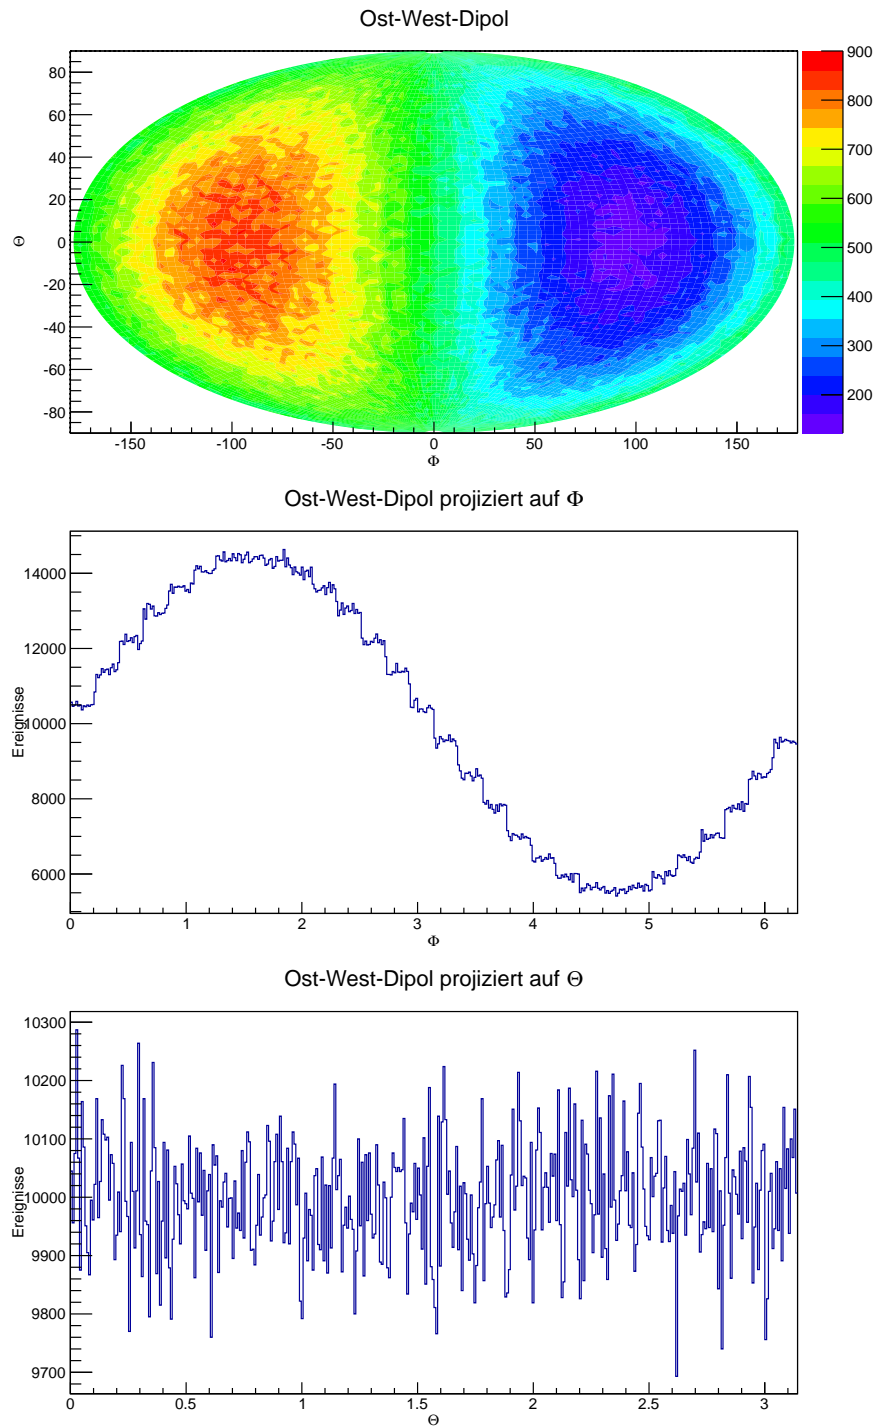 Ost-West-Dipol
80
60
40
20
0
-20
-40
-60
-80
Θ
-150 -100 -50 0 50 100 150
Φ
900
800
700
600
500
400
300
200
Ost-West-Dipol projiziert auf Φ
14000
12000
10000
8000
6000
Ereignisse
0 1 2 3 4 5 6
Φ
Ost-West-Dipol projiziert auf Θ
10300
10200
10100
10000
9900
9800
9700
Ereignisse
0 0.5 1 1.5 2 2.5 3
Θ